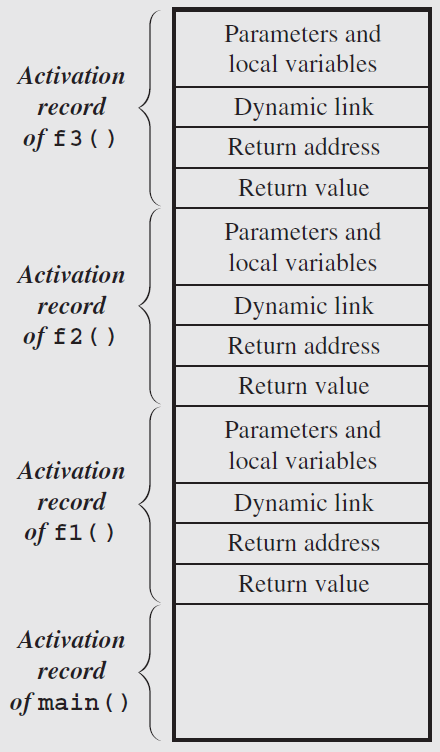 Activation
record
of f3()
Parameters and
local variables
Dynamic link
Return address
Return value
Activation
record
of f2()
Parameters and
local variables
Dynamic link
Return address
Return value
Activation
record
of f1()
Parameters and
local variables
Dynamic link
Return address
Return value
Activation
record
of main()